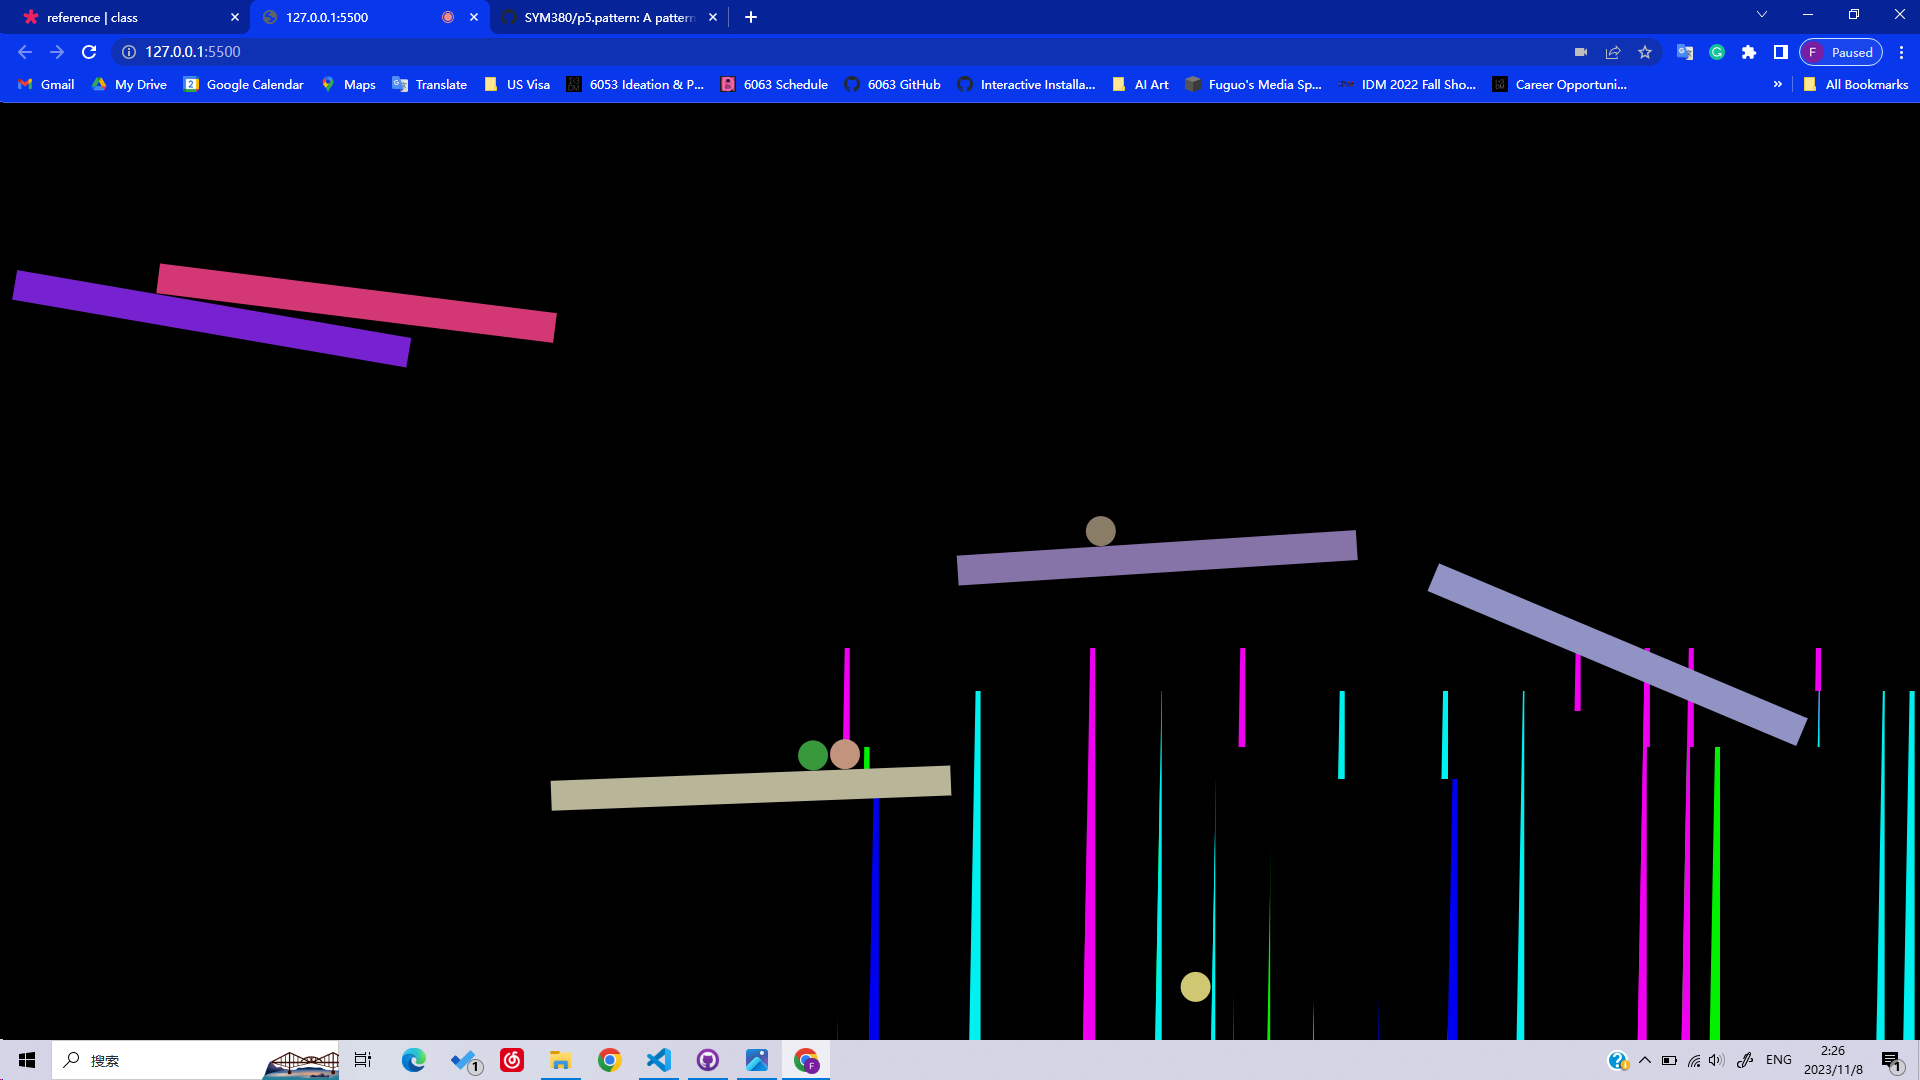 reference | class
127.0.0.1:5500
SYM380/p5.pattern: A pattern
127.0.0.1:5500
F Paused
Gmail
My Drive
Google Calendar
Maps
Translate
US Visa
6053 Ideation & P...
6063 Schedule
6063 GitHub
Interactive Installa...
AI Art
Fuguo's Media Sp...
IDM 2022 Fall Sho...
Career Opportuni...
»
All Bookmarks
搜索
1
F
ENG
2:26
2023/11/8
1